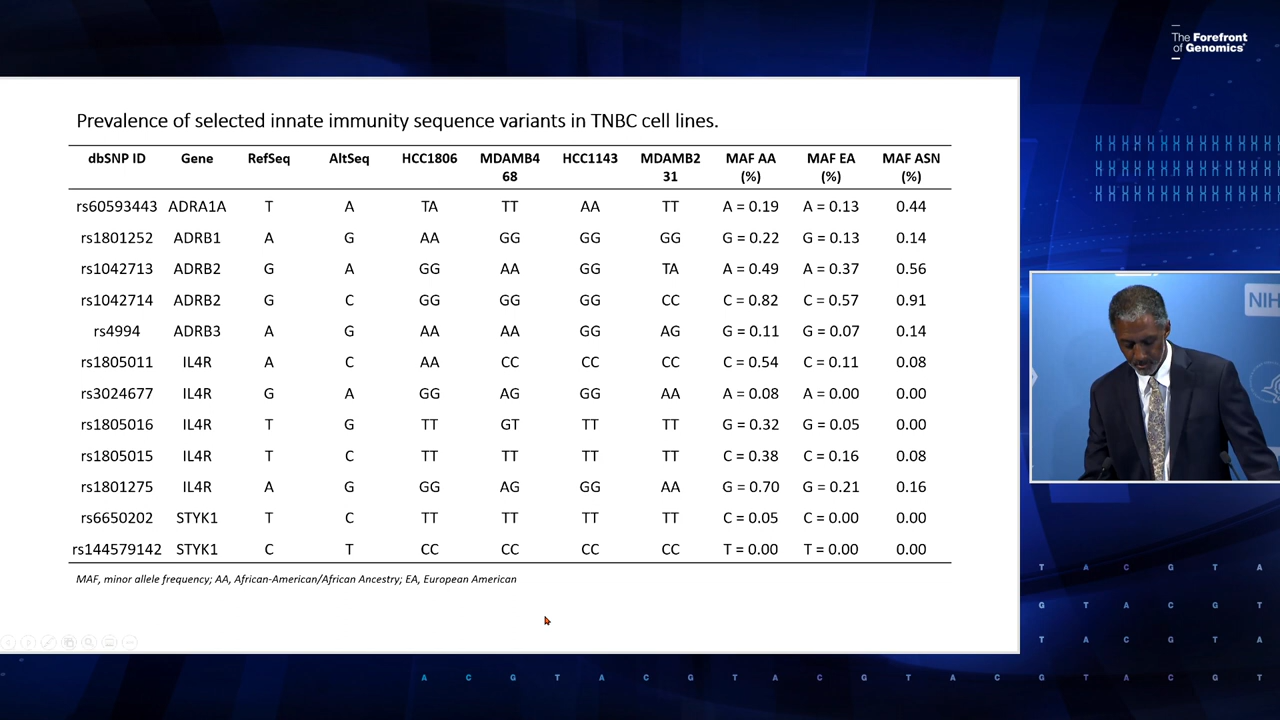 The Forefront
of Genomics
Prevalence of selected innate immunity sequence variants in TNBC cell lines.
dbSNP ID Gene RefSeq AltSeq HCC1806 MDAMB4 HCC1143 MDAMB2 MAF AA MAF EA MAF ASN
68 31 (%) (%) (%)
rs60593443 ADRA1A T A TA TT AA TT A = 0.19 A = 0.13 0.44
rs1801252 ADRB1 A G AA GG GG GG G = 0.22 G = 0.13 0.14
rs1042713 ADRB2 G A GG AA GG TA A = 0.49 A = 0.37 0.56
rs1042714 ADRB2 G C GG GG GG CC C = 0.82 C = 0.57 0.91
rs4994 ADRB3 A G AA AA GG AG G = 0.11 G = 0.07 0.14
rs1805011 IL4R A C AA CC CC CC C = 0.54 C = 0.11 0.08
rs3024677 IL4R G A GG AG GG AA A = 0.08 A = 0.00 0.00
rs1805016 IL4R T G TT GT TT TT G = 0.32 G = 0.05 0.00
rs1805015 IL4R T C TT TT TT TT C = 0.38 C = 0.16 0.08
rs1801275 IL4R A G GG AG GG AA G = 0.70 G = 0.21 0.16
rs6650202 STYK1 T C TT TT TT TT C = 0.05 C = 0.00 0.00
rs144579142 STYK1 C T CC CC CC CC T = 0.00 T = 0.00 0.00
MAF, minor allele frequency; AA, African-American/African Ancestry; EA, European American
NIH
T A C G T A
G T A C G T
T A C G T A
A C G T A C G T A C G T A C G T A C G T